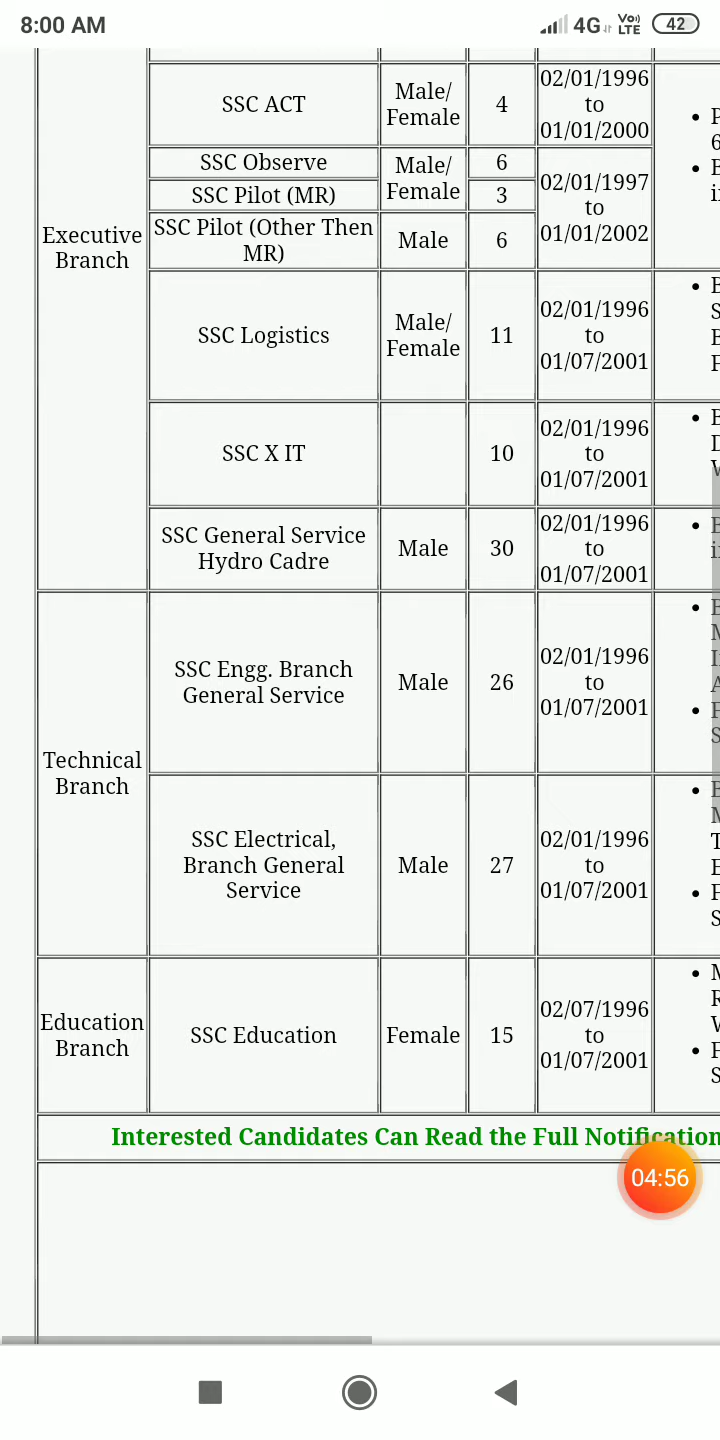 8:00 AM
4G
Vo)
LTE
42
SSC ACT
Male/
Female
4
02/01/1996
to
01/01/2000
Executive
Branch
SSC Observe
Male/
Female
6
02/01/1997
to
01/01/2002
SSC Pilot (MR)
3
SSC Pilot (Other Then
MR)
Male
6
SSC Logistics
Male/
Female
11
02/01/1996
to
01/07/2001
SSC X IT
10
02/01/1996
to
01/07/2001
SSC General Service
Hydro Cadre
Male
30
02/01/1996
to
01/07/2001
Technical
Branch
SSC Engg. Branch
General Service
Male
26
02/01/1996
to
01/07/2001
SSC Electrical,
Branch General
Service
Male
27
02/01/1996
to
01/07/2001
Education
Branch
SSC Education
Female
15
02/07/1996
to
01/07/2001
Interested Candidates Can Read the Full Notification
04:56